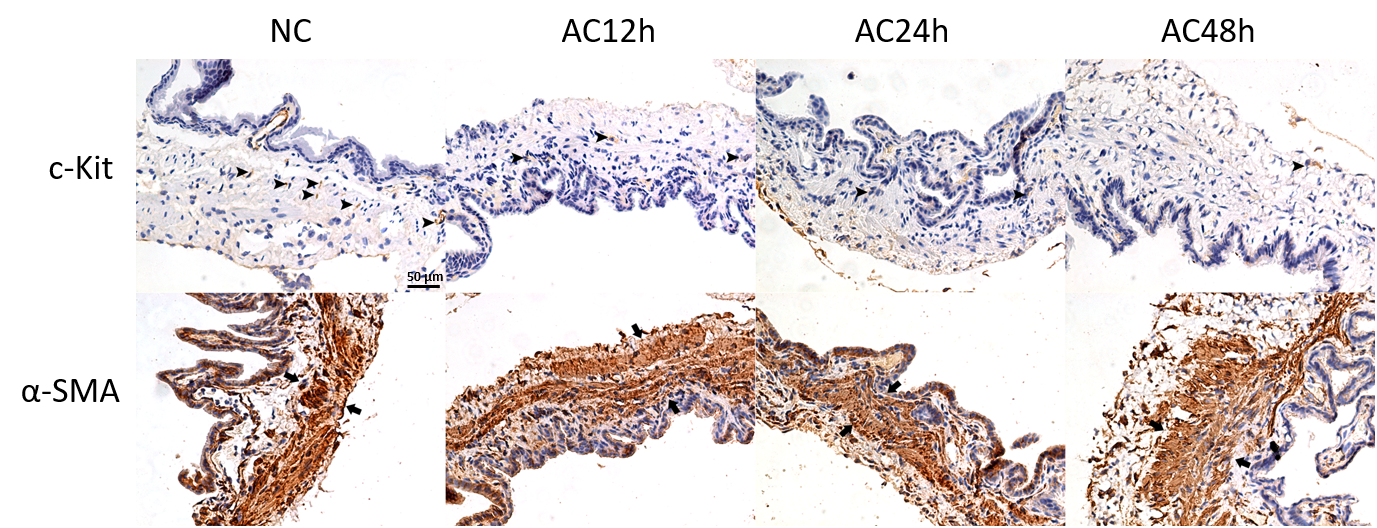 NC AC12h AC24h AC48h
c-Kit
50 μm
α-SMA